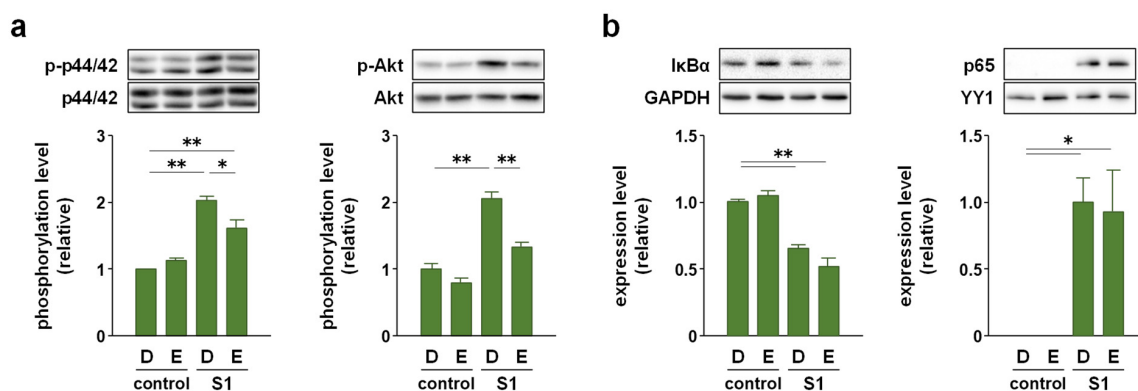 a
p-p44/42
p44/42
phosphorylation level
(relative)
3
2
1
0
**
**
*
D E D E
control S1
p-Akt
Akt
phosphorylation level
(relative)
3
2
1
0
** **
D E D E
control S1
b
IκBα
GAPDH
expression level
(relative)
1.5
1.0
0.5
0
**
D E D E
control S1
p65
YY1
expression level
(relative)
1.5
1.0
0.5
0
*
D E D E
control S1